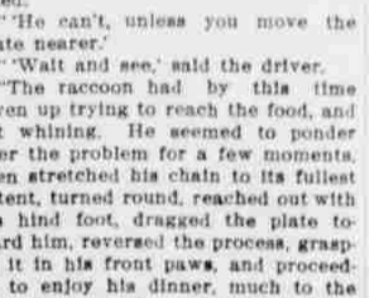 "'He can't, unless you move the
ate nearer.'
"'Wait and see,' said the driver.
"The raccoon had by this time
ven up trying to reach the food, and
t whining. He seemed to ponder
er the problem for a few moments,
en stretched his chain to its fullest
tent, turned round, reached out with
hind foot, dragged the plate to-
ard him, reversed the process, grasp-
it in his front paws, and proceed-
to enjoy his dinner, much to the